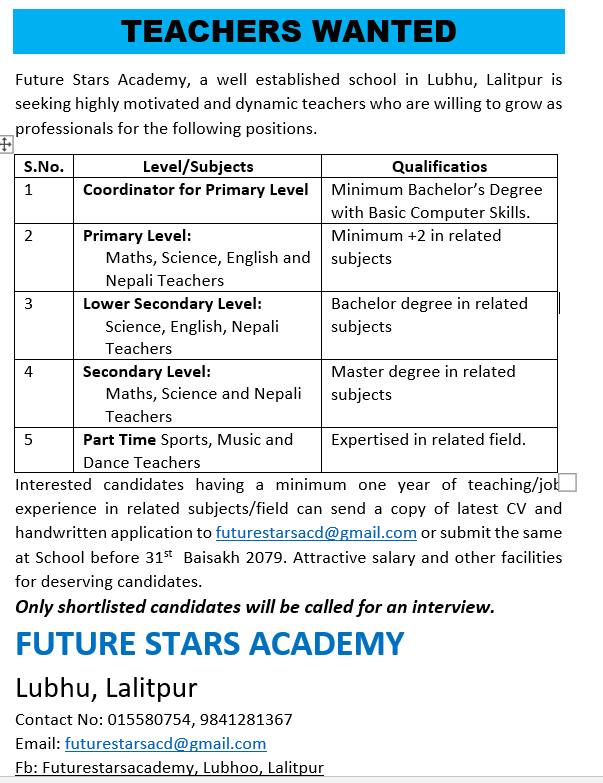 TEACHERS WANTED
Future Stars Academy, a well established school in Lubhu, Lalitpur is
seeking highly motivated and dynamic teachers who are willing to grow as
professionals for the following positions.
S.No. Level/Subjects Qualificatios
1 Coordinator for Primary Level Minimum Bachelor’s Degree
with Basic Computer Skills.
2 Primary Level: Minimum +2 in related
Maths, Science, English and subjects
Nepali Teachers
3 Lower Secondary Level: Bachelor degree in related
Science, English, Nepali subjects
Teachers
4 Secondary Level: Master degree in related
Maths, Science and Nepali subjects
Teachers
5 Part Time Sports, Music and Expertised in related field.
Dance Teachers
Interested candidates having a minimum one year of teaching/job
experience in related subjects/field can send a copy of latest CV and
handwritten application to futurestarsacd@gmail.com or submit the same
at School before 31st Baisakh 2079. Attractive salary and other facilities
for deserving candidates.
Only shortlisted candidates will be called for an interview.
FUTURE STARS ACADEMY
Lubhu, Lalitpur
Contact No: 015580754, 9841281367
Email: futurestarsacd@gmail.com
Fb: Futurestarsacademy, Lubhoo, Lalitpur